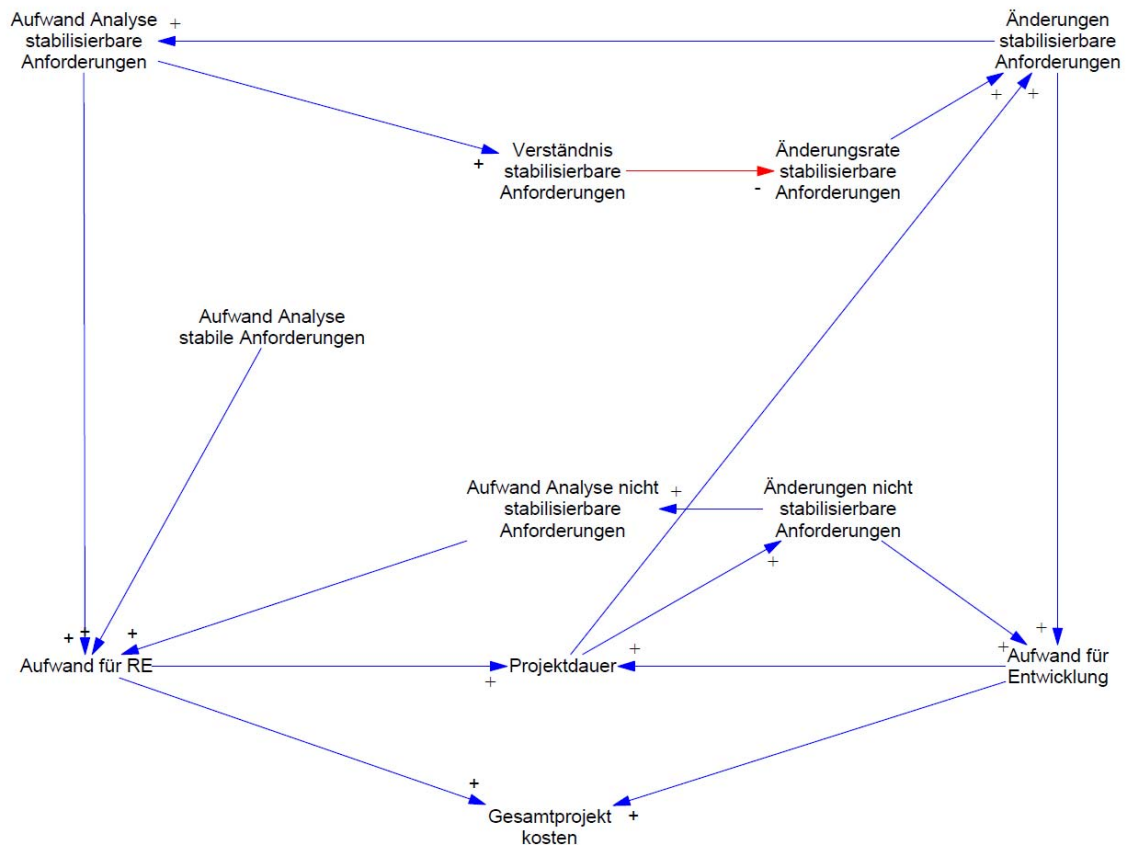 Aufwand Analyse
stabilisierbare
Anforderungen
+
Änderungen
stabilisierbare
Anforderungen
+
+
Verständnis
stabilisierbare
Anforderungen
+
Änderungsrate
stabilisierbare
Anforderungen
-
Aufwand Analyse
stabile Anforderungen
Aufwand Analyse nicht
stabilisierbare
Anforderungen
+
Änderungen nicht
stabilisierbare
Anforderungen
+
+
+
+
Aufwand für RE
+
Projektdauer
+
+
+
Aufwand für
Entwicklung
+
Gesamtprojekt
kosten
+